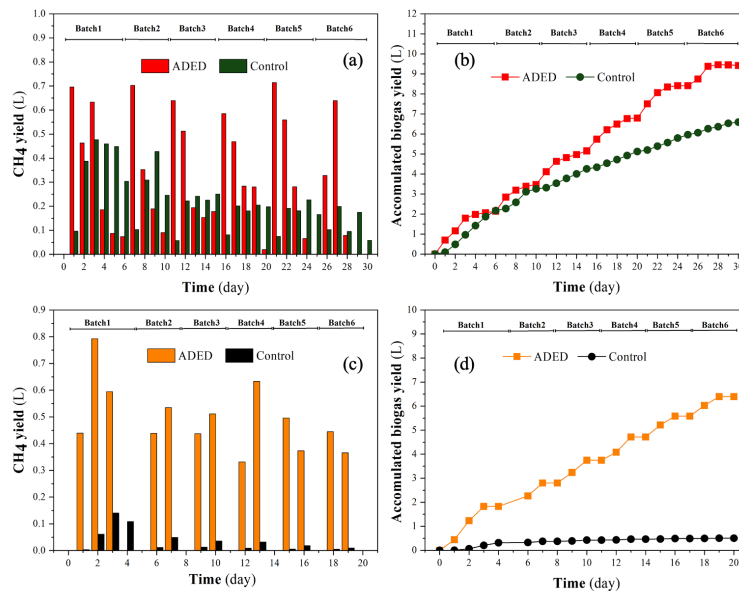 Batch1 Batch2 Batch3 Batch4 Batch5 Batch6
(a)
ADED Control
CH4 yield (L)
0.0 0.1 0.2 0.3 0.4 0.5 0.6 0.7 0.8 0.9 1.0
0 2 4 6 8 10 12 14 16 18 20 22 24 26 28 30
Time (day)
Batch1 Batch2 Batch3 Batch4 Batch5 Batch6
(b)
ADED Control
Accumulated biogas yield (L)
0 1 2 3 4 5 6 7 8 9 10 11 12
0 2 4 6 8 10 12 14 16 18 20 22 24 26 28 30
Time (day)
Batch1 Batch2 Batch3 Batch4 Batch5 Batch6
(c)
ADED Control
CH4 yield (L)
0.0 0.1 0.2 0.3 0.4 0.5 0.6 0.7 0.8 0.9
0 2 4 6 8 10 12 14 16 18 20
Time (day)
Batch1 Batch2 Batch3 Batch4 Batch5 Batch6
(d)
ADED Control
Accumulated biogas yield (L)
0 1 2 3 4 5 6 7 8 9 10
0 2 4 6 8 10 12 14 16 18 20
Time (day)